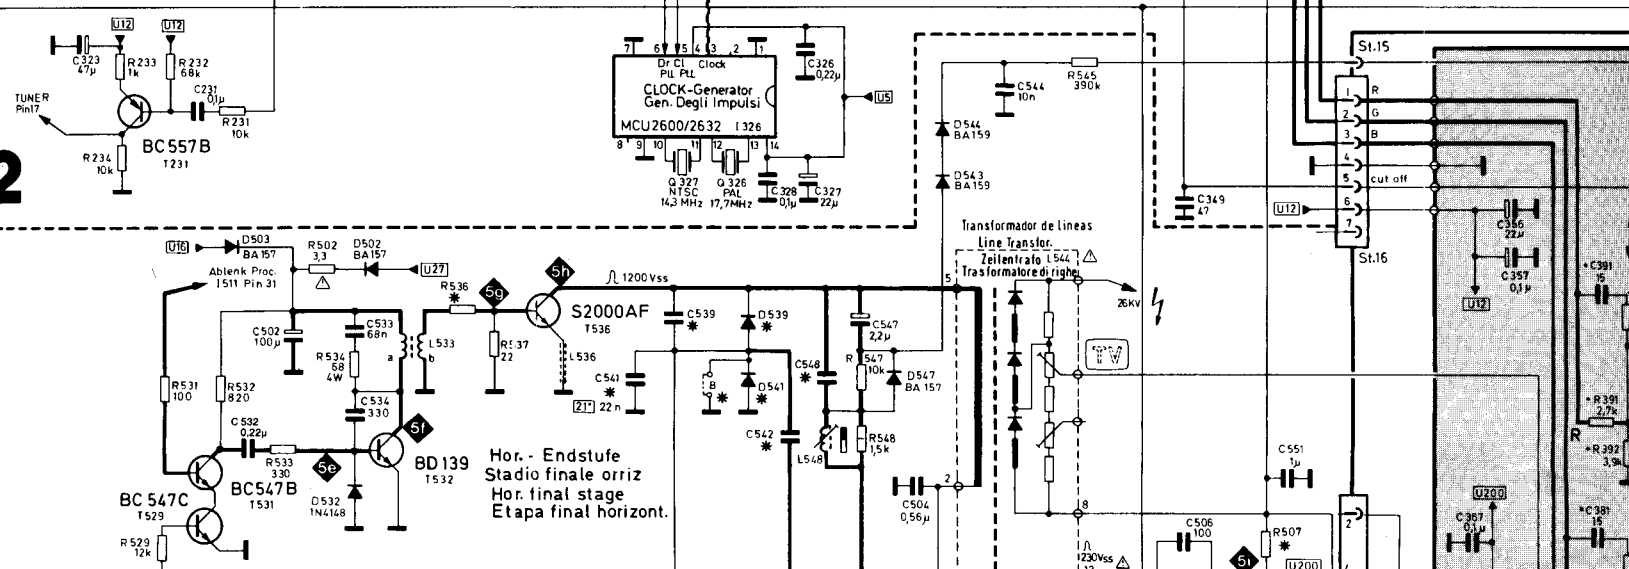 U12
U12
C323
47µ
R233
1k
R232
68k
C231
0,1µ
TUNER
Pin17
R231
10k
BC557B
T231
R234
10k
2
7
6
5
4
3
2
1
Dr Cl Clock
PLL PLL
CLOCK-Generator
Gen. Degli Impulsi
MCU2600/2632 I326
8
9
10
11
12
13
14
C326
0,22µ
U5
Q327
NTSC
14,3 MHz
Q326
PAL
17,7MHz
C328
0,1µ
C327
22µ
C544
10n
R545
390k
D544
BA159
D543
BA159
C349
47
St.15
1
R
2
G
3
B
4
5
cut off
6
U12
7
St.16
C356
22µ
C357
0,1µ
U12
*C391
15
*R391
2,7k
R
*R392
3,9k
U200
C367
0,1µ
*C381
15
U16
D503
BA157
R502
3,3
D502
BA157
U27
Ablenk Proc.
I511 Pin 31
R536
*
5g
5h
1200Vss
S2000AF
T536
C502
100µ
C533
68n
R534
68
4W
a
L533
b
R537
22
L536
C534
330
R531
100
R532
820
C532
0,22µ
R533
330
5e
5f
BD139
T532
BC547C
T529
BC547B
T531
D532
1N4148
R529
12k
Hor.- Endstufe
Stadio finale orriz
Hor. final stage
Etapa final horizont.
C539
*
D539
*
C541
*
21" 22n
B
*
D541
*
C542
*
C548
*
C547
2,2µ
R547
10k
D547
BA157
L548
R548
1,5k
C504
0,56µ
Transformador de Lineas
Line Transfor.
Zeilentrafo L544
Trasformatore di righe
5
2
8
26KV
TV
230Vss
C506
100
C551
1µ
R507
*
5i
U200
2